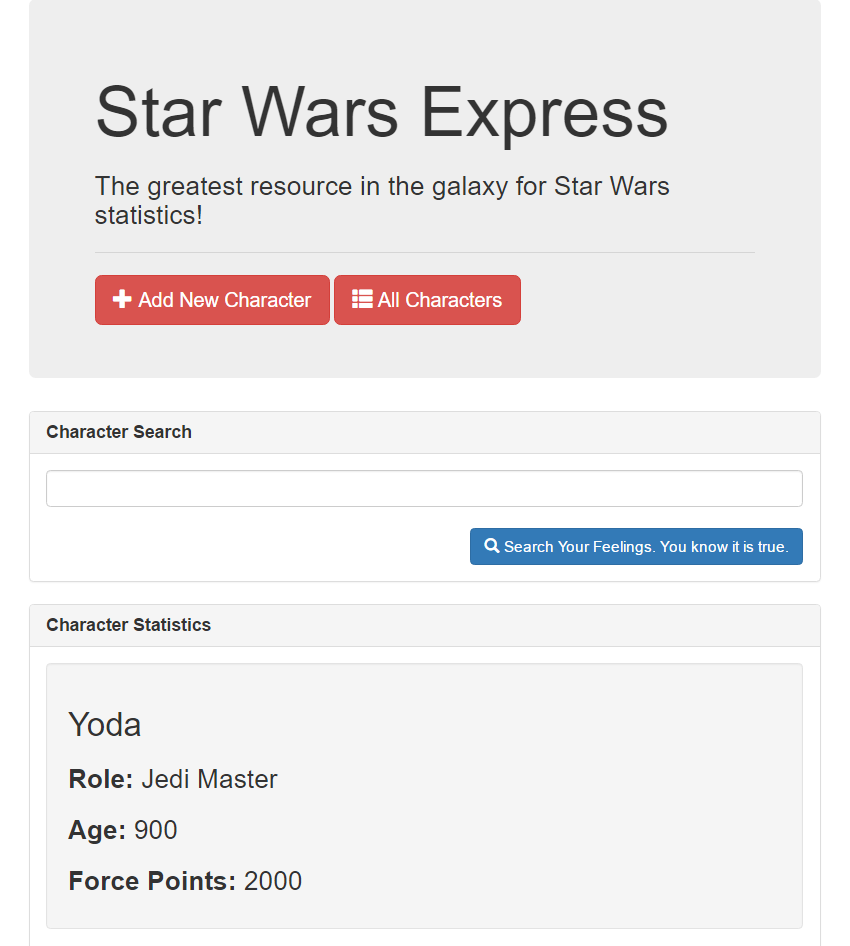 Star Wars Express
The greatest resource in the galaxy for Star Wars
statistics!
Add New Character All Characters
Character Search
Search Your Feelings. You know it is true.
Character Statistics
Yoda
Role: Jedi Master
Age: 900
Force Points: 2000